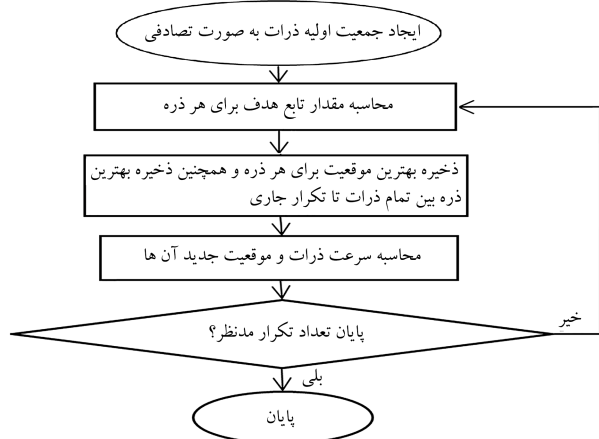 ایجاد جمعیت اولیه ذرات به صورت تصادفی
محاسبه مقدار تابع هدف برای هر ذره
ذخیره بهترین موقعیت برای هر ذره و همچنین ذخیره بهترین
ذره بین تمام ذرات تا تکرار جاری
محاسبه سرعت ذرات و موقعیت جدید آن ها
پایان تعداد تکرار مدنظر؟
خیر
بلی
پایان